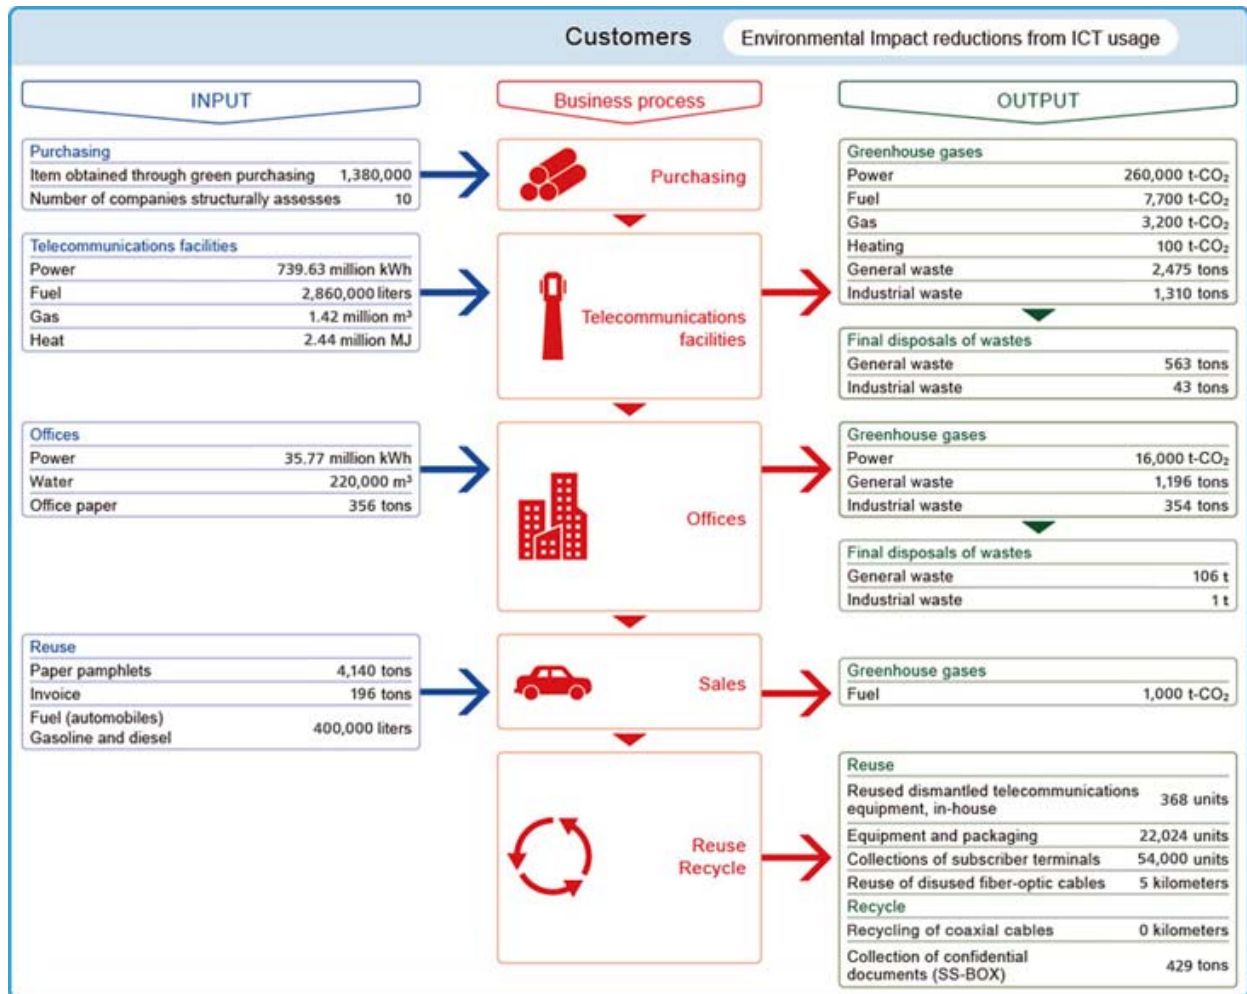 Customers Environmental Impact reductions from ICT usage
INPUT
Business process
OUTPUT
Purchasing
Item obtained through green purchasing 1,380,000
Number of companies structurally assesses 10
Purchasing
Greenhouse gases
Power 260,000 t-CO₂
Fuel 7,700 t-CO₂
Gas 3,200 t-CO₂
Heating 100 t-CO₂
General waste 2,475 tons
Industrial waste 1,310 tons
Telecommunications facilities
Power 739.63 million kWh
Fuel 2,860,000 liters
Gas 1.42 million m³
Heat 2.44 million MJ
Telecommunications
facilities
Final disposals of wastes
General waste 563 tons
Industrial waste 43 tons
Offices
Power 35.77 million kWh
Water 220,000 m³
Office paper 356 tons
Offices
Greenhouse gases
Power 16,000 t-CO₂
General waste 1,196 tons
Industrial waste 354 tons
Final disposals of wastes
General waste 106 t
Industrial waste 1 t
Reuse
Paper pamphlets 4,140 tons
Invoice 196 tons
Fuel (automobiles)
Gasoline and diesel 400,000 liters
Sales
Greenhouse gases
Fuel 1,000 t-CO₂
Reuse
Recycle
Reuse
Reused dismantled telecommunications
equipment, in-house 368 units
Equipment and packaging 22,024 units
Collections of subscriber terminals 54,000 units
Reuse of disused fiber-optic cables 5 kilometers
Recycle
Recycling of coaxial cables 0 kilometers
Collection of confidential
documents (SS-BOX) 429 tons